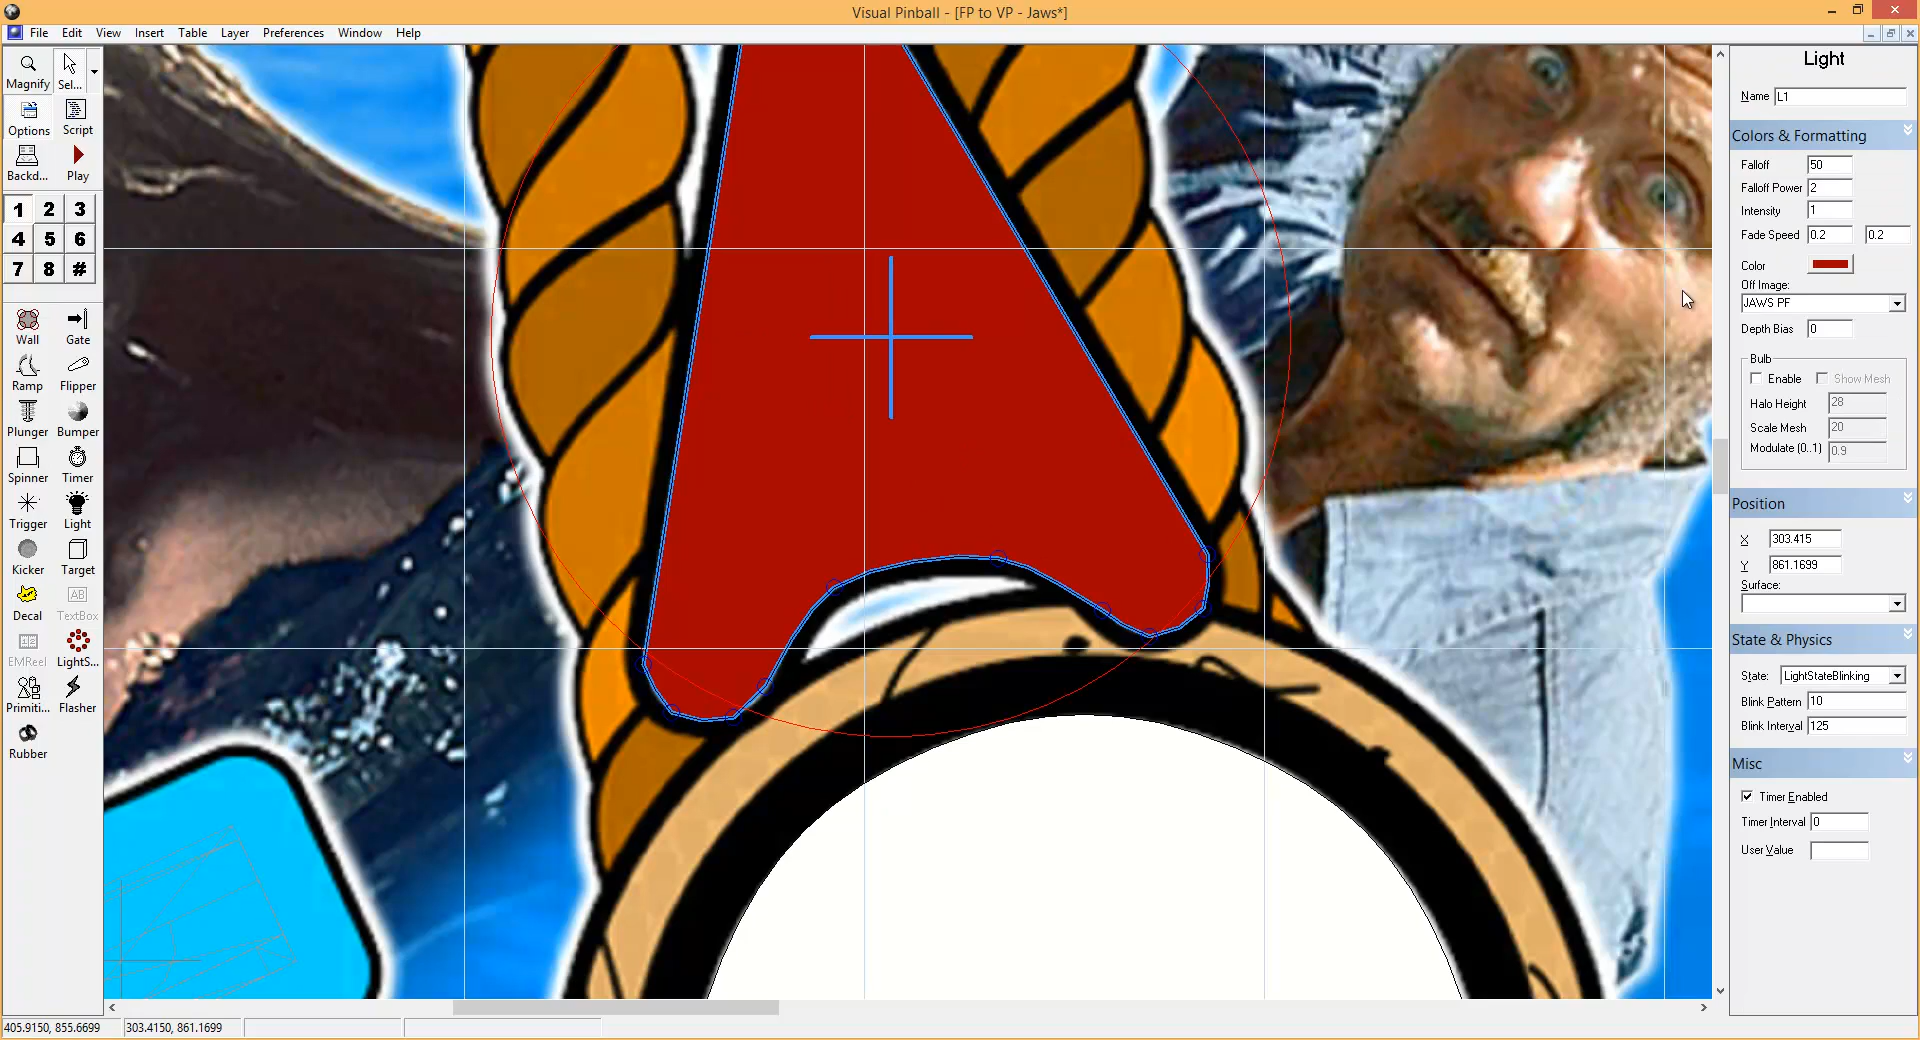 Visual Pinball - [FP to VP - Jaws*]
File Edit View Insert Table Layer Preferences Window Help
Magnify Sel...
Options Script
Backd... Play
1 2 3
4 5 6
7 8 #
Wall Gate
Ramp Flipper
Plunger Bumper
Spinner Timer
Trigger Light
Kicker Target
Decal TextBox
EMReel LightS...
Primiti... Flasher
Rubber
AB
Light
Name L1
Colors & Formatting
Falloff 50
Falloff Power 2
Intensity 1
Fade Speed 0.2 0.2
Color
Off Image:
JAWS PF
Depth Bias 0
Bulb
Enable Show Mesh
Halo Height 28
Scale Mesh 20
Modulate (0..1) 0.9
Position
X 303.415
Y 861.1699
Surface:
State & Physics
State: LightStateBlinking
Blink Pattern 10
Blink Interval 125
Misc
Timer Enabled
Timer Interval 0
User Value
405.9150, 855.6699 303.4150, 861.1699